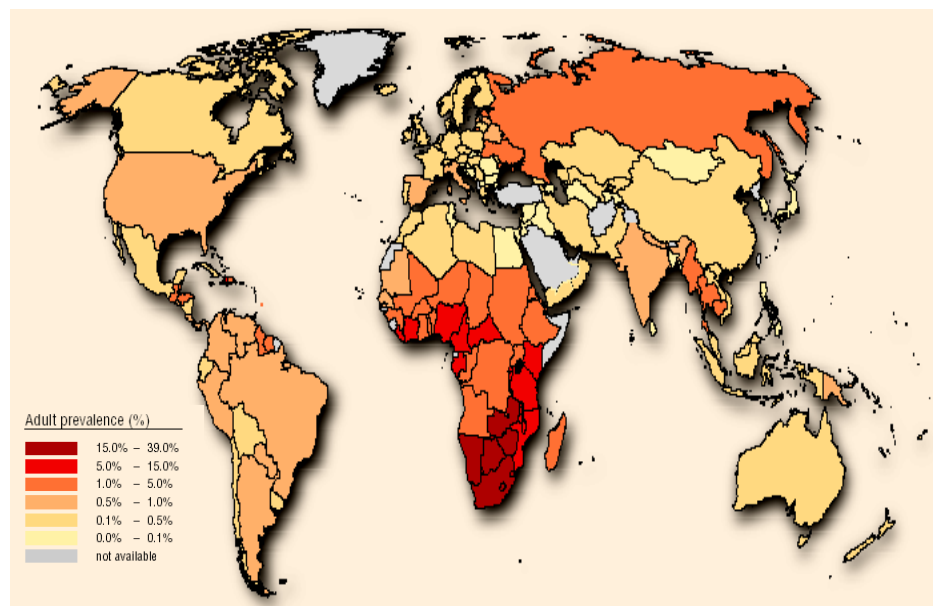 Adult prevalence (%)
15.0% – 39.0%
5.0% – 15.0%
1.0% – 5.0%
0.5% – 1.0%
0.1% – 0.5%
0.0% – 0.1%
not available